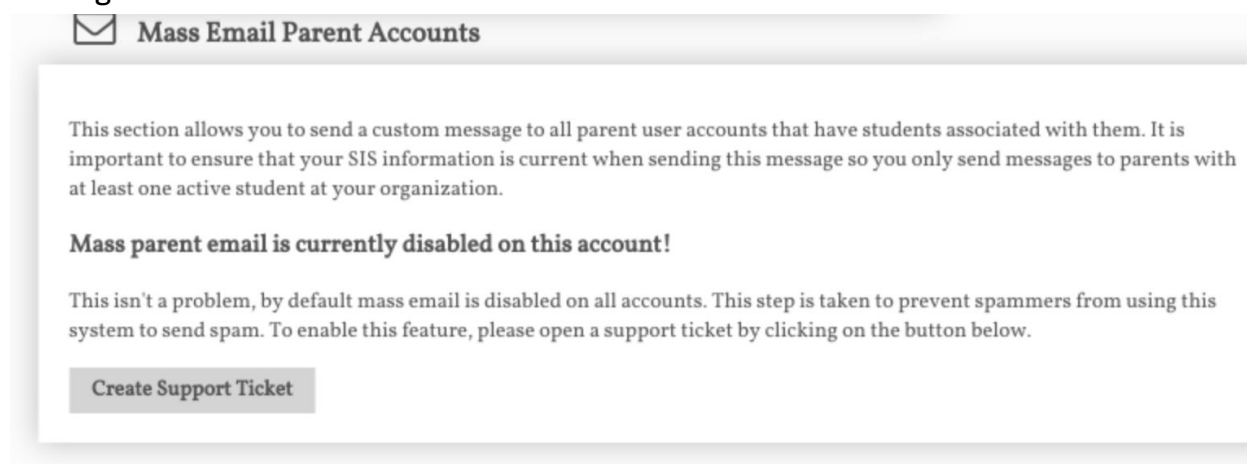 Mass Email Parent Accounts
This section allows you to send a custom message to all parent user accounts that have students associated with them. It is
important to ensure that your SIS information is current when sending this message so you only send messages to parents with
at least one active student at your organization.
Mass parent email is currently disabled on this account!
This isn't a problem, by default mass email is disabled on all accounts. This step is taken to prevent spammers from using this
system to send spam. To enable this feature, please open a support ticket by clicking on the button below.
Create Support Ticket